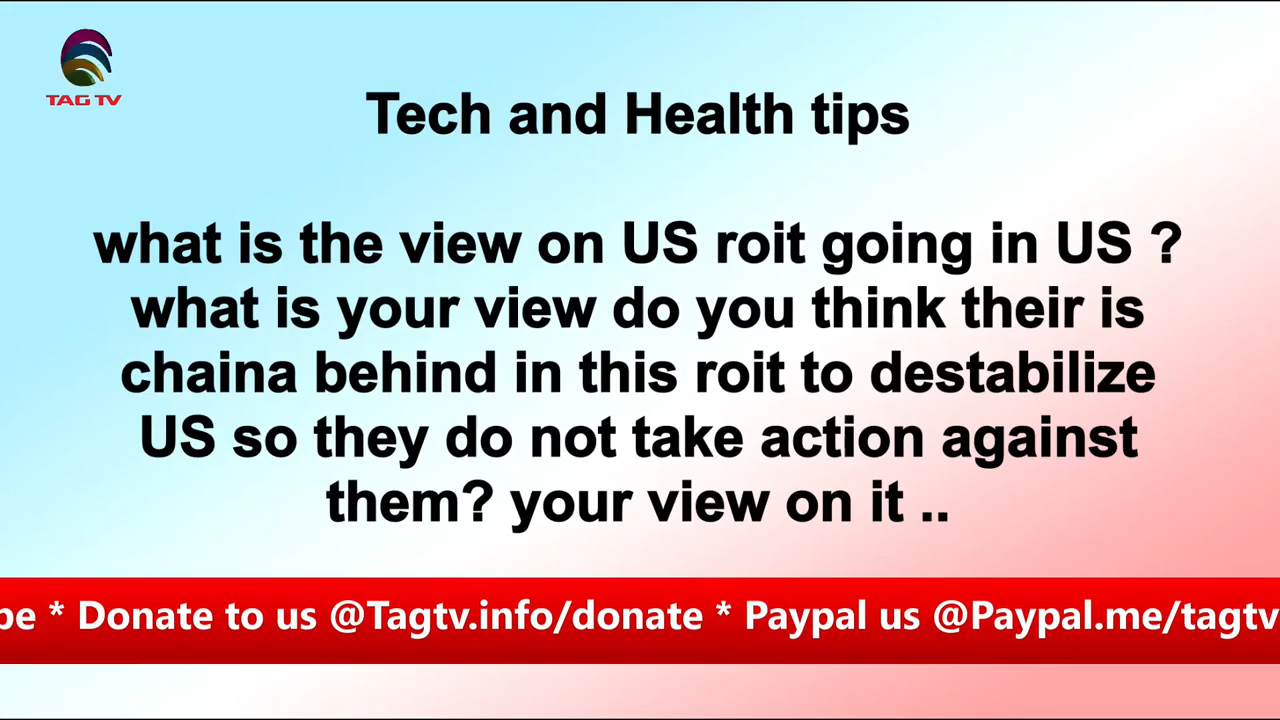 TAG TV
Tech and Health tips
what is the view on US roit going in US ?
what is your view do you think their is
chaina behind in this roit to destabilize
US so they do not take action against
them? your view on it ..
be * Donate to us @Tagtv.info/donate * Paypal us @Paypal.me/tagtv